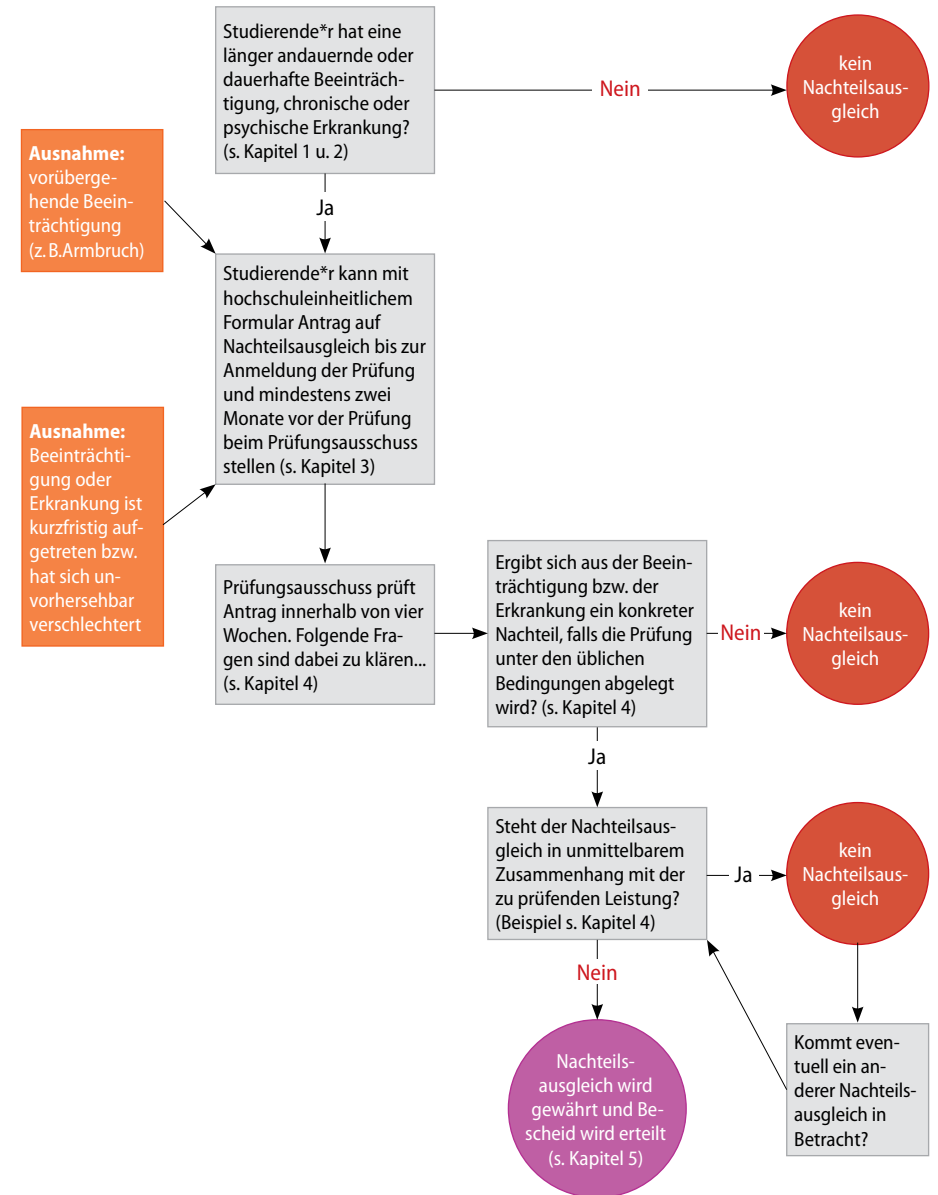 Studierende*r hat eine
länger andauernde oder
dauerhafte Beeinträch-
tigung, chronische oder
psychische Erkrankung?
(s. Kapitel 1 u. 2)
Nein
kein
Nachteilsaus-
gleich
Ausnahme:
vorüberge-
hende Beein-
trächtigung
(z. B.Armbruch)
Ja
Studierende*r kann mit
hochschuleinheitlichem
Formular Antrag auf
Nachteilsausgleich bis zur
Anmeldung der Prüfung
und mindestens zwei
Monate vor der Prüfung
beim Prüfungsausschuss
stellen (s. Kapitel 3)
Ausnahme:
Beeinträchti-
gung oder
Erkrankung ist
kurzfristig auf-
getreten bzw.
hat sich un-
vorhersehbar
verschlechtert
Prüfungsausschuss prüft
Antrag innerhalb von vier
Wochen. Folgende Fra-
gen sind dabei zu klären...
(s. Kapitel 4)
Ergibt sich aus der Beein-
trächtigung bzw. der
Erkrankung ein konkreter
Nachteil, falls die Prüfung
unter den üblichen
Bedingungen abgelegt
wird? (s. Kapitel 4)
Nein
kein
Nachteilsaus-
gleich
Ja
Steht der Nachteilsaus-
gleich in unmittelbarem
Zusammenhang mit der
zu prüfenden Leistung?
(Beispiel s. Kapitel 4)
Ja
kein
Nachteilsaus-
gleich
Nein
Nachteils-
ausgleich wird
gewährt und Be-
scheid wird erteilt
(s. Kapitel 5)
Kommt even-
tuell ein an-
derer Nachteils-
ausgleich in
Betracht?